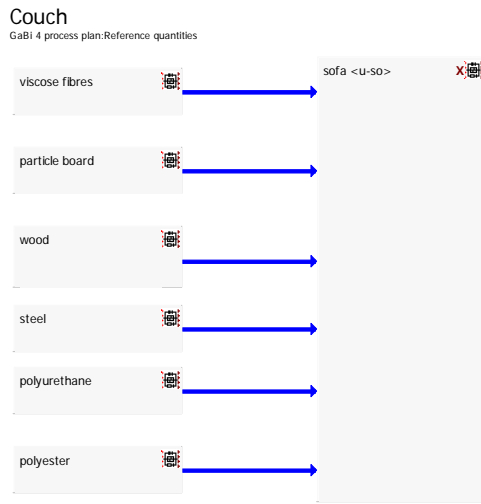 Couch
GaBi 4 process plan:Reference quantities
viscose fibres
sofa <u-so>
X
particle board
wood
steel
polyurethane
polyester